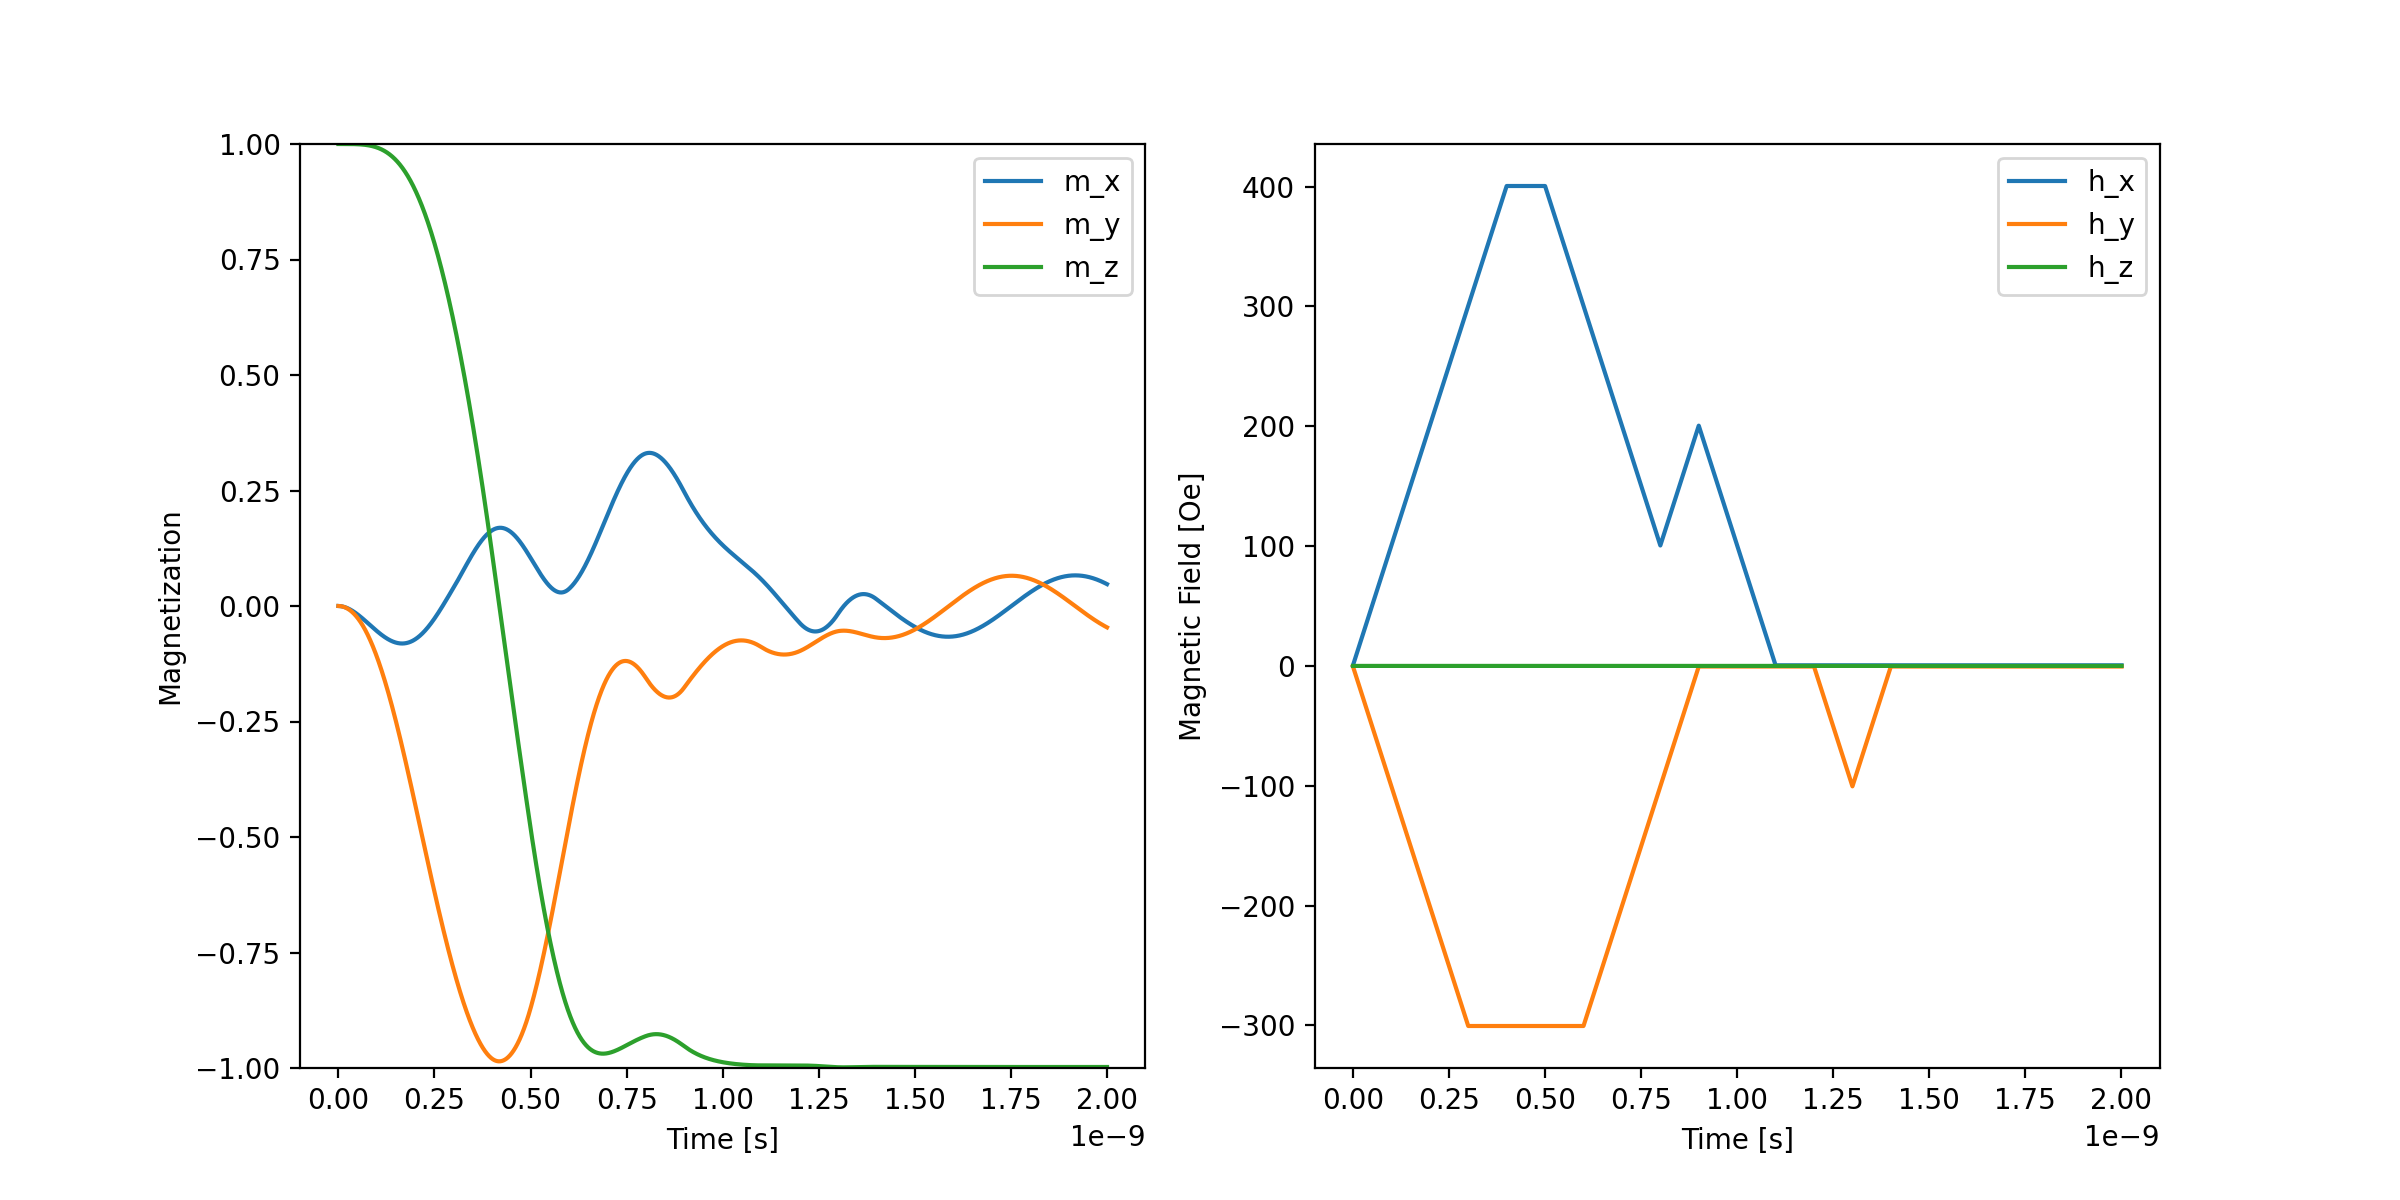 1.00
0.75
0.50
0.25
0.00
−0.25
−0.50
−0.75
−1.00
Magnetization
m_x
m_y
m_z
0.00 0.25 0.50 0.75 1.00 1.25 1.50 1.75 2.00
Time [s]
1e−9
400
300
200
100
0
−100
−200
−300
Magnetic Field [Oe]
h_x
h_y
h_z
0.00 0.25 0.50 0.75 1.00 1.25 1.50 1.75 2.00
Time [s]
1e−9